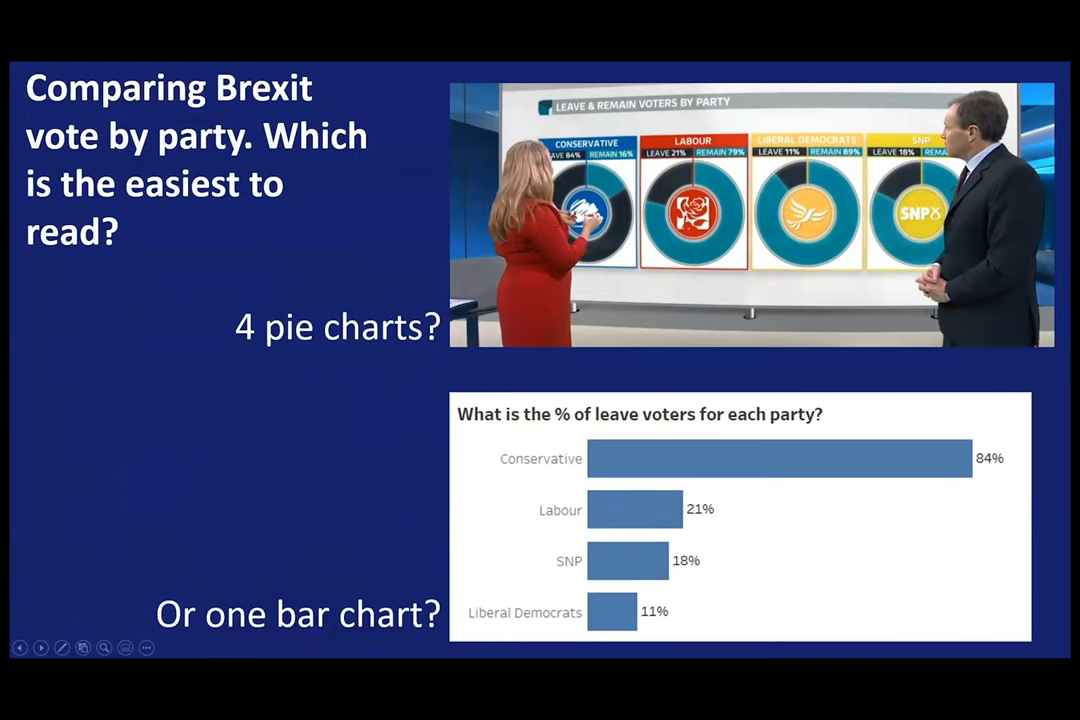 Comparing Brexit
vote by party. Which
is the easiest to
read?
4 pie charts?
LEAVE & REMAIN VOTERS BY PARTY
CONSERVATIVE
84% REMAIN 16%
LABOUR
LEAVE 21% REMAIN 79%
LIBERAL DEMOCRATS
LEAVE 11% REMAIN 89%
SNP
LEAVE 18%
SNP
What is the % of leave voters for each party?
Conservative 84%
Labour 21%
SNP 18%
Liberal Democrats 11%
Or one bar chart?